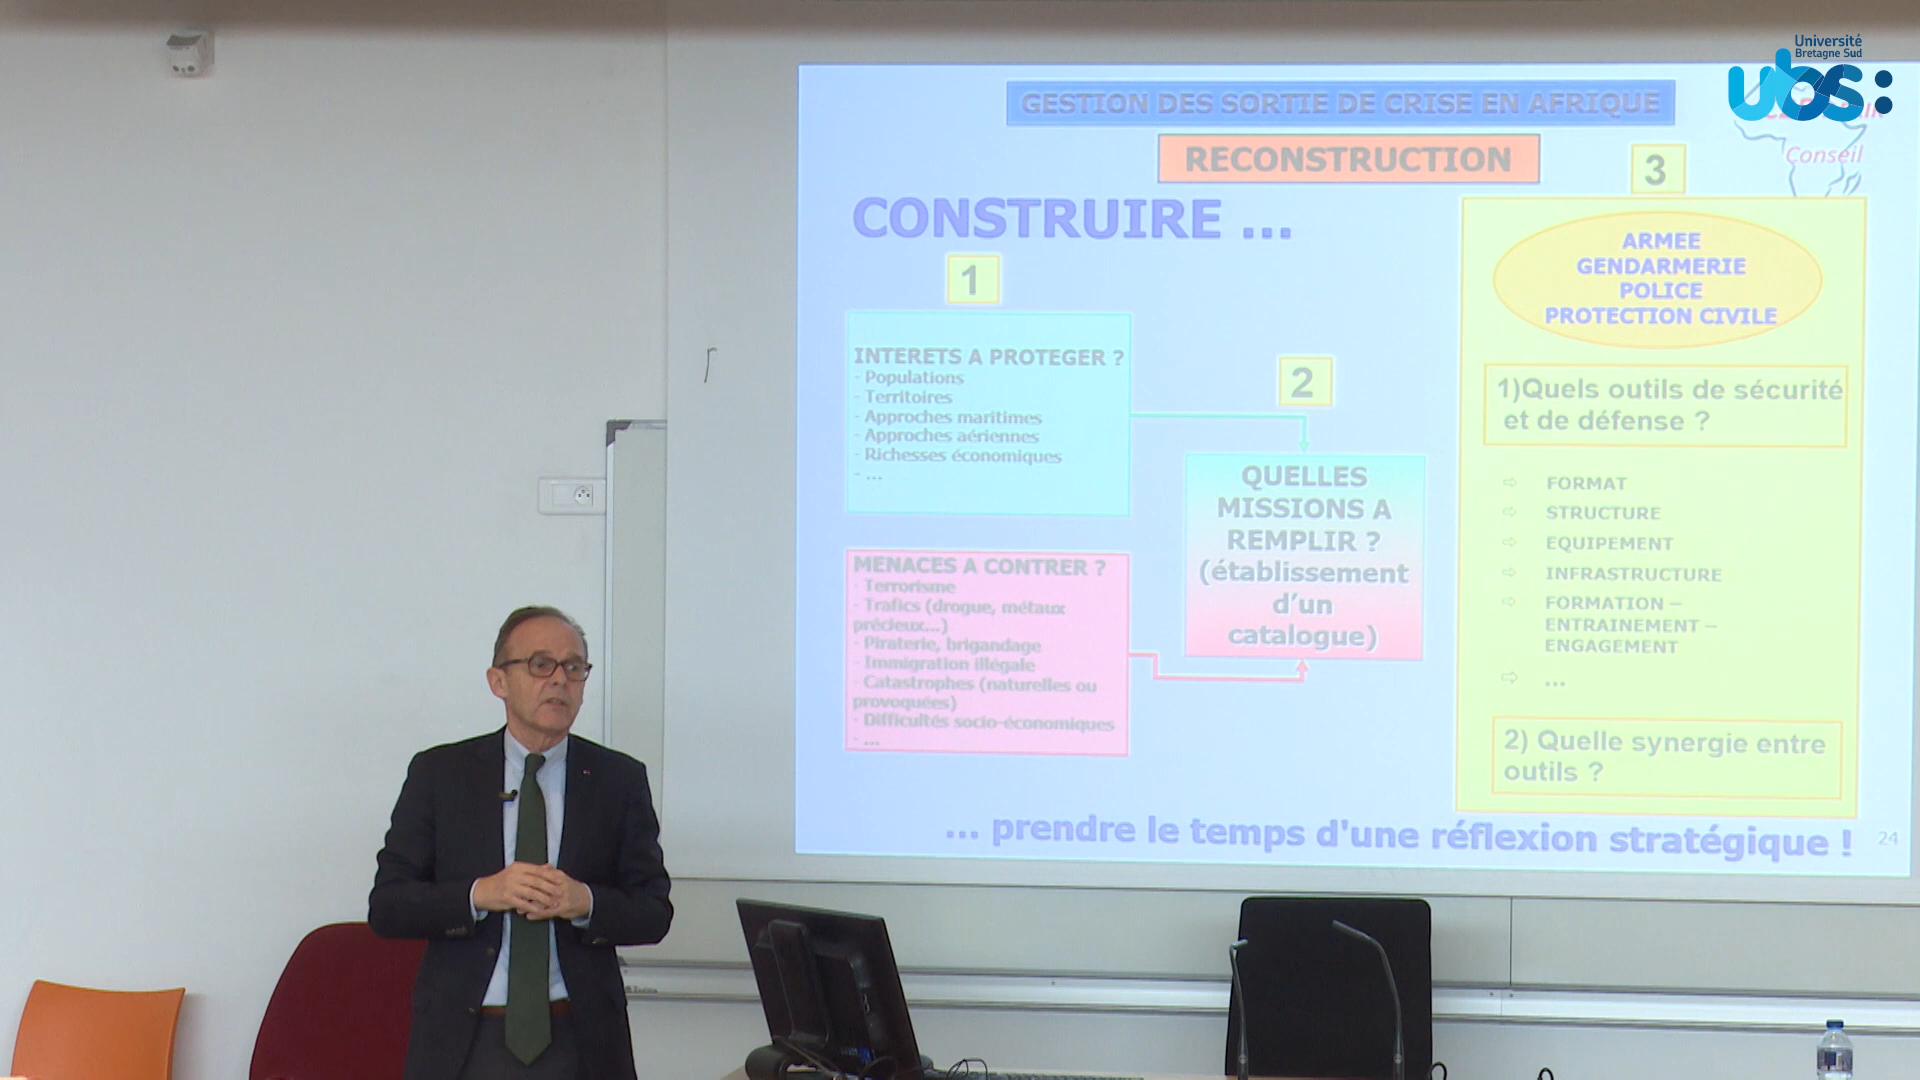 Université
Bretagne Sud
ubs:
GESTION DES SORTIE DE CRISE EN AFRIQUE
RECONSTRUCTION
Conseil
CONSTRUIRE ...
1
INTERETS A PROTEGER ?
- Populations
- Territoires
- Approches maritimes
- Approches aériennes
- Richesses économiques
- ...
MENACES A CONTRER ?
- Terrorisme
- Trafics (drogue, métaux
précieux...)
- Piraterie, brigandage
- Immigration illégale
- Catastrophes (naturelles ou
provoquées)
- Difficultés socio-économiques
- ...
2
QUELLES
MISSIONS A
REMPLIR ?
(établissement
d'un
catalogue)
3
ARMEE
GENDARMERIE
POLICE
PROTECTION CIVILE
1)Quels outils de sécurité
et de défense ?
⇨ FORMAT
⇨ STRUCTURE
⇨ EQUIPEMENT
⇨ INFRASTRUCTURE
⇨ FORMATION –
ENTRAINEMENT –
ENGAGEMENT
⇨ ...
2) Quelle synergie entre
outils ?
... prendre le temps d'une réflexion stratégique !
24